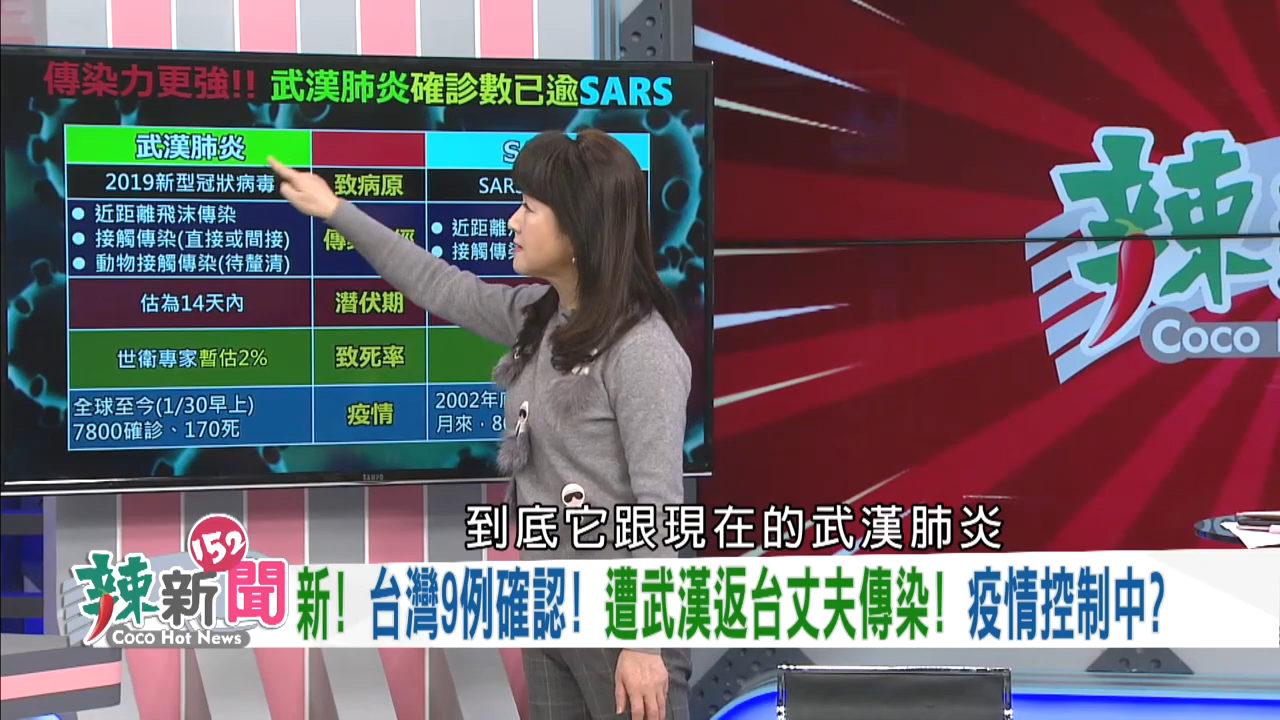 傳染力更強!! 武漢肺炎確診數已逾SARS
武漢肺炎
2019新型冠狀病毒 致病原 SARS
● 近距離飛沫傳染
● 接觸傳染(直接或間接)
● 動物接觸傳染(待釐清)
● 近距離
● 接觸傳
估為14天內 潛伏期
世衛專家暫估2% 致死率
全球至今(1/30早上)
7800確診、170死
疫情
2002年
月來，8
辣
Coco
到底它跟現在的武漢肺炎
辣新聞152
Coco Hot News
新! 台灣9例確認! 遭武漢返台丈夫傳染! 疫情控制中?